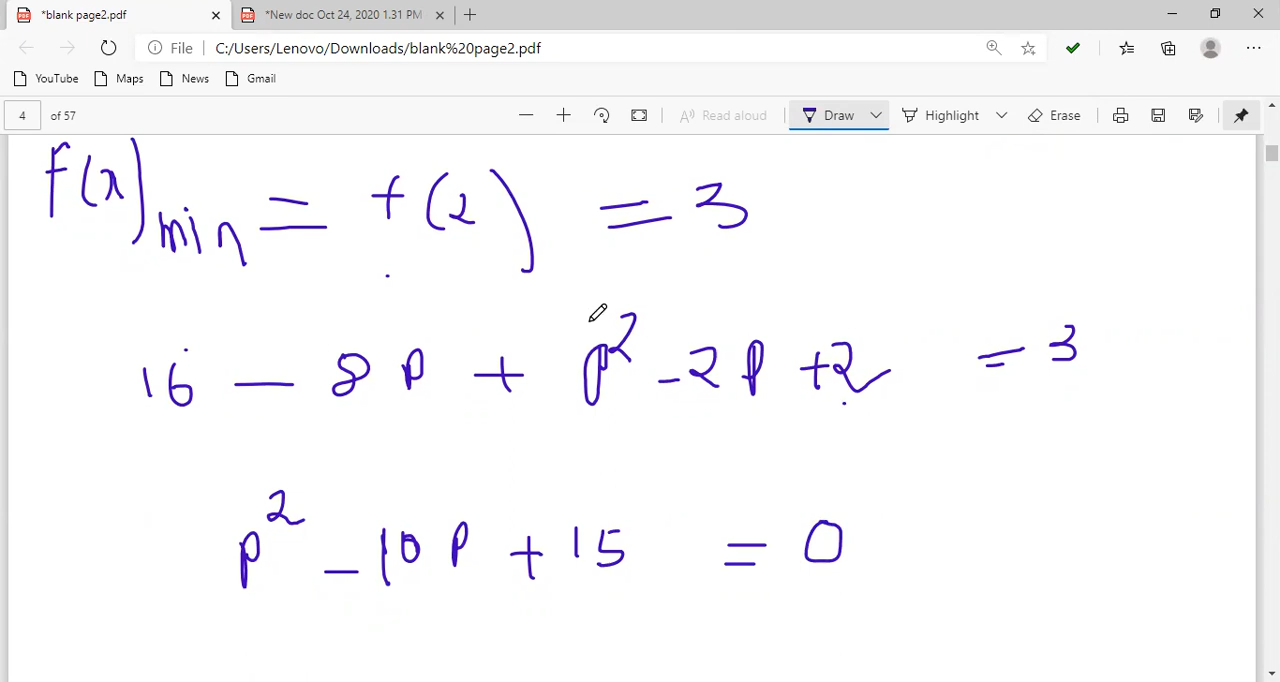 *blank page2.pdf
*New doc Oct 24, 2020 1.31 PM
File C:/Users/Lenovo/Downloads/blank%20page2.pdf
YouTube Maps News Gmail
4 of 57 Read aloud Draw Highlight Erase
f(x)min = f(2) = 3
16 - 8p + p² - 2p + 2 = 3
p² - 10p + 15 = 0